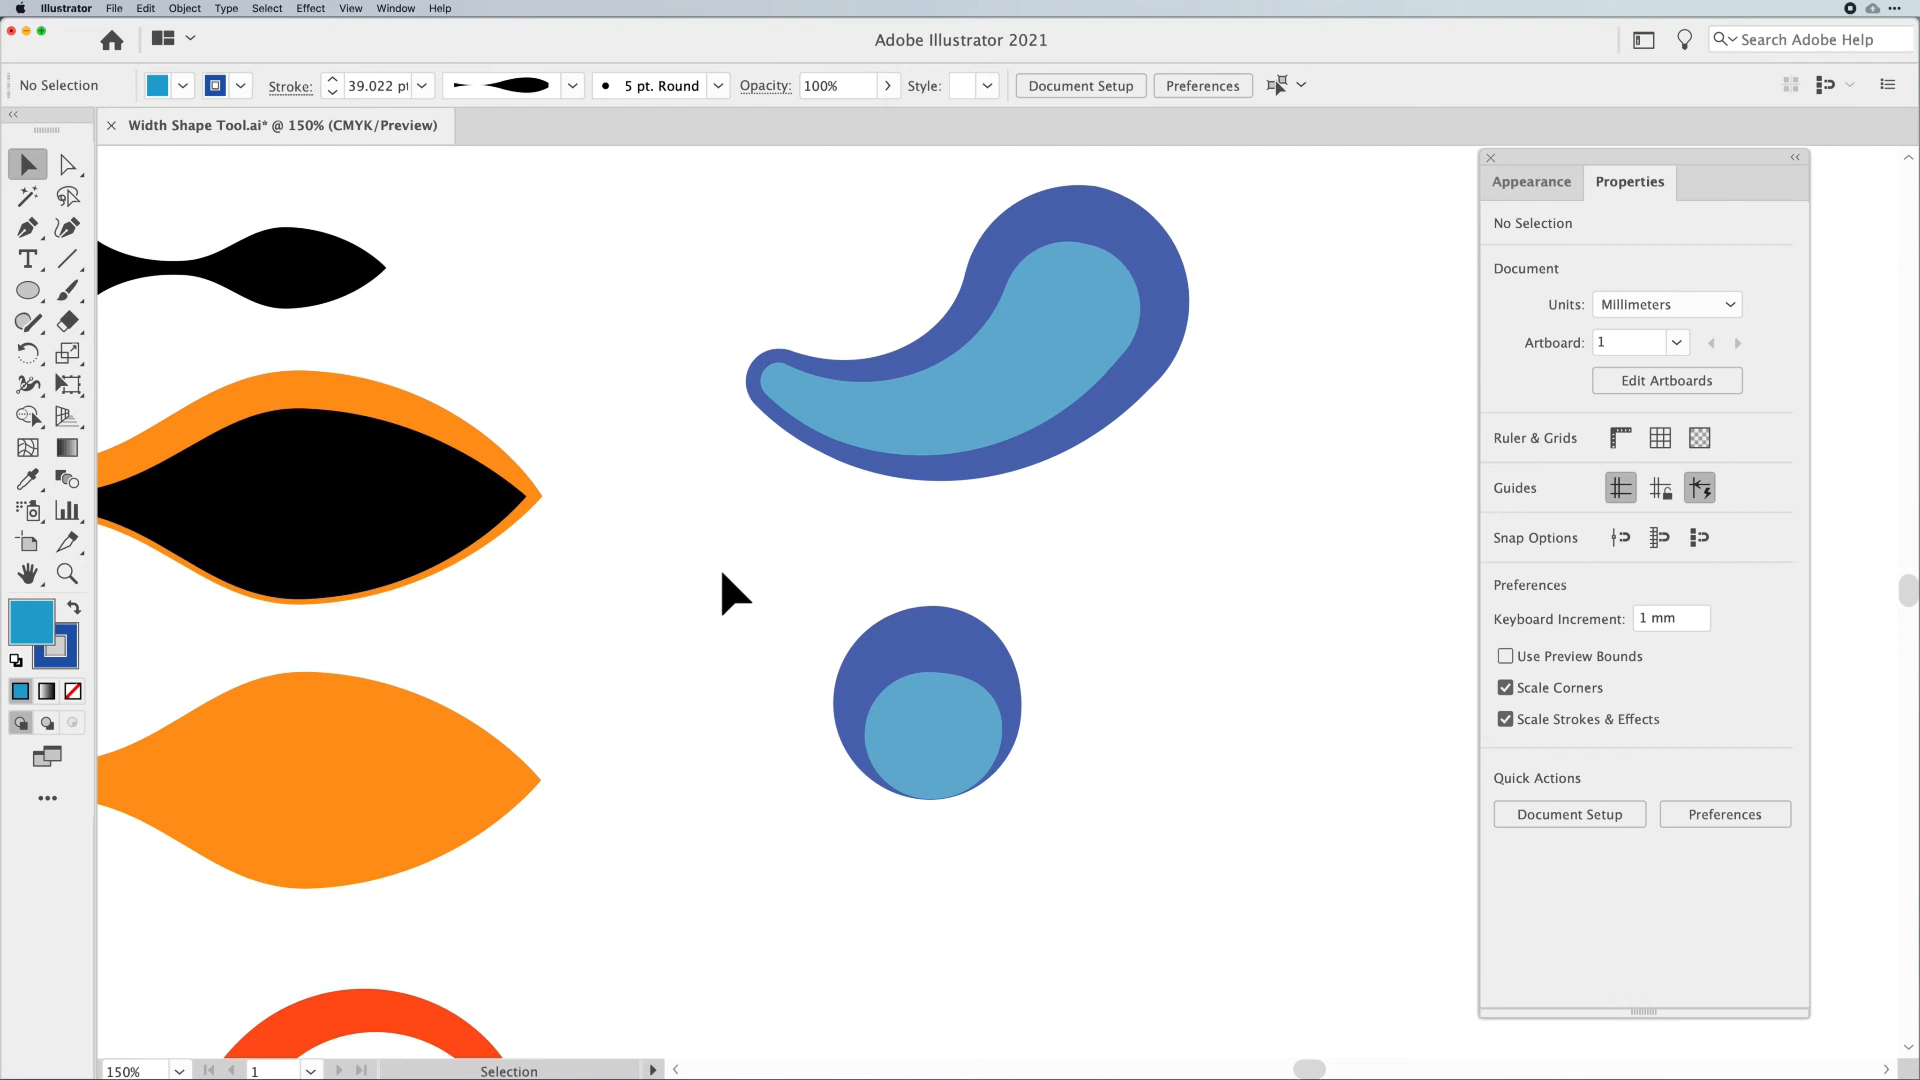 Illustrator File Edit Object Type Select Effect View Window Help
Adobe Illustrator 2021
Search Adobe Help
No Selection
Stroke:
39.022 pt
5 pt. Round
Opacity:
100%
Style:
Document Setup
Preferences
Width Shape Tool.ai* @ 150% (CMYK/Preview)
Appearance
Properties
No Selection
Document
Units:
Millimeters
Artboard:
1
Edit Artboards
Ruler & Grids
Guides
Snap Options
Preferences
Keyboard Increment:
1 mm
Use Preview Bounds
Scale Corners
Scale Strokes & Effects
Quick Actions
Document Setup
Preferences
150%
1
Selection